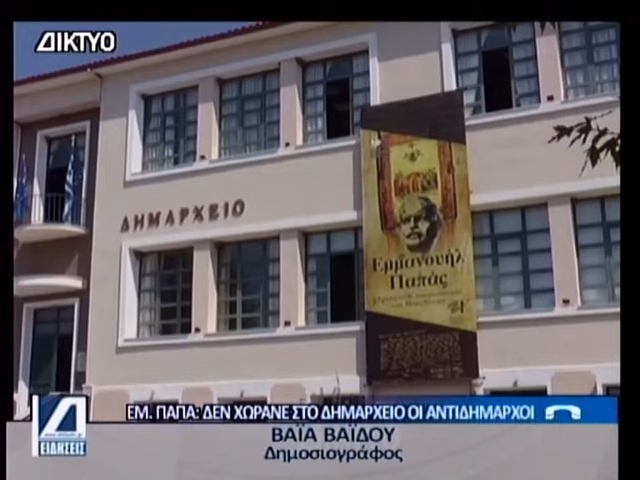 ΔΙΚΤΥΟ
ΔΗΜΑΡΧΕΙΟ
Εμμανουήλ
Παπάς
ΕΜ. ΠΑΠΑ: ΔΕΝ ΧΩΡΑΝΕ ΣΤΟ ΔΗΜΑΡΧΕΙΟ ΟΙ ΑΝΤΙΔΗΜΑΡΧΟΙ
ΕΙΔΗΣΕΙΣ
ΒΑΪΑ ΒΑΪΔΟΥ
Δημοσιογράφος